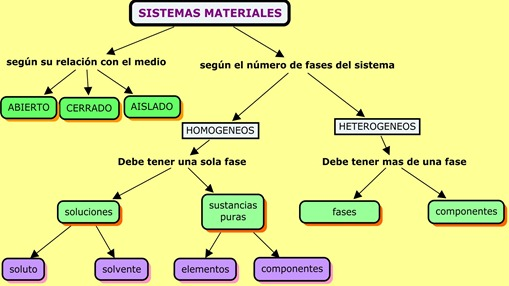 SISTEMAS MATERIALES
según su relación con el medio
según el número de fases del sistema
ABIERTO
CERRADO
AISLADO
HOMOGENEOS
HETEROGENEOS
Debe tener una sola fase
Debe tener mas de una fase
soluciones
sustancias
puras
fases
componentes
soluto
solvente
elementos
componentes